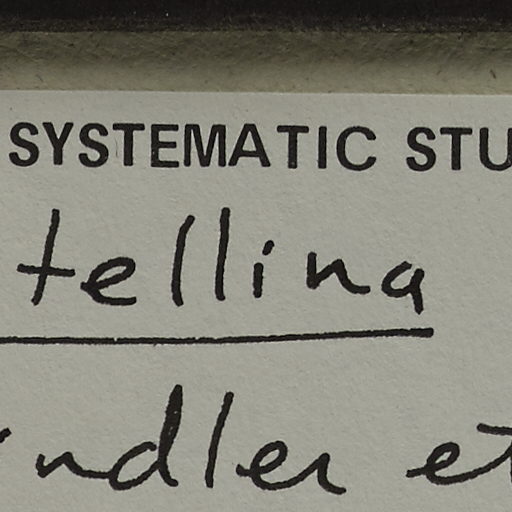 SYSTEMATIC STU
tellina
ndler et